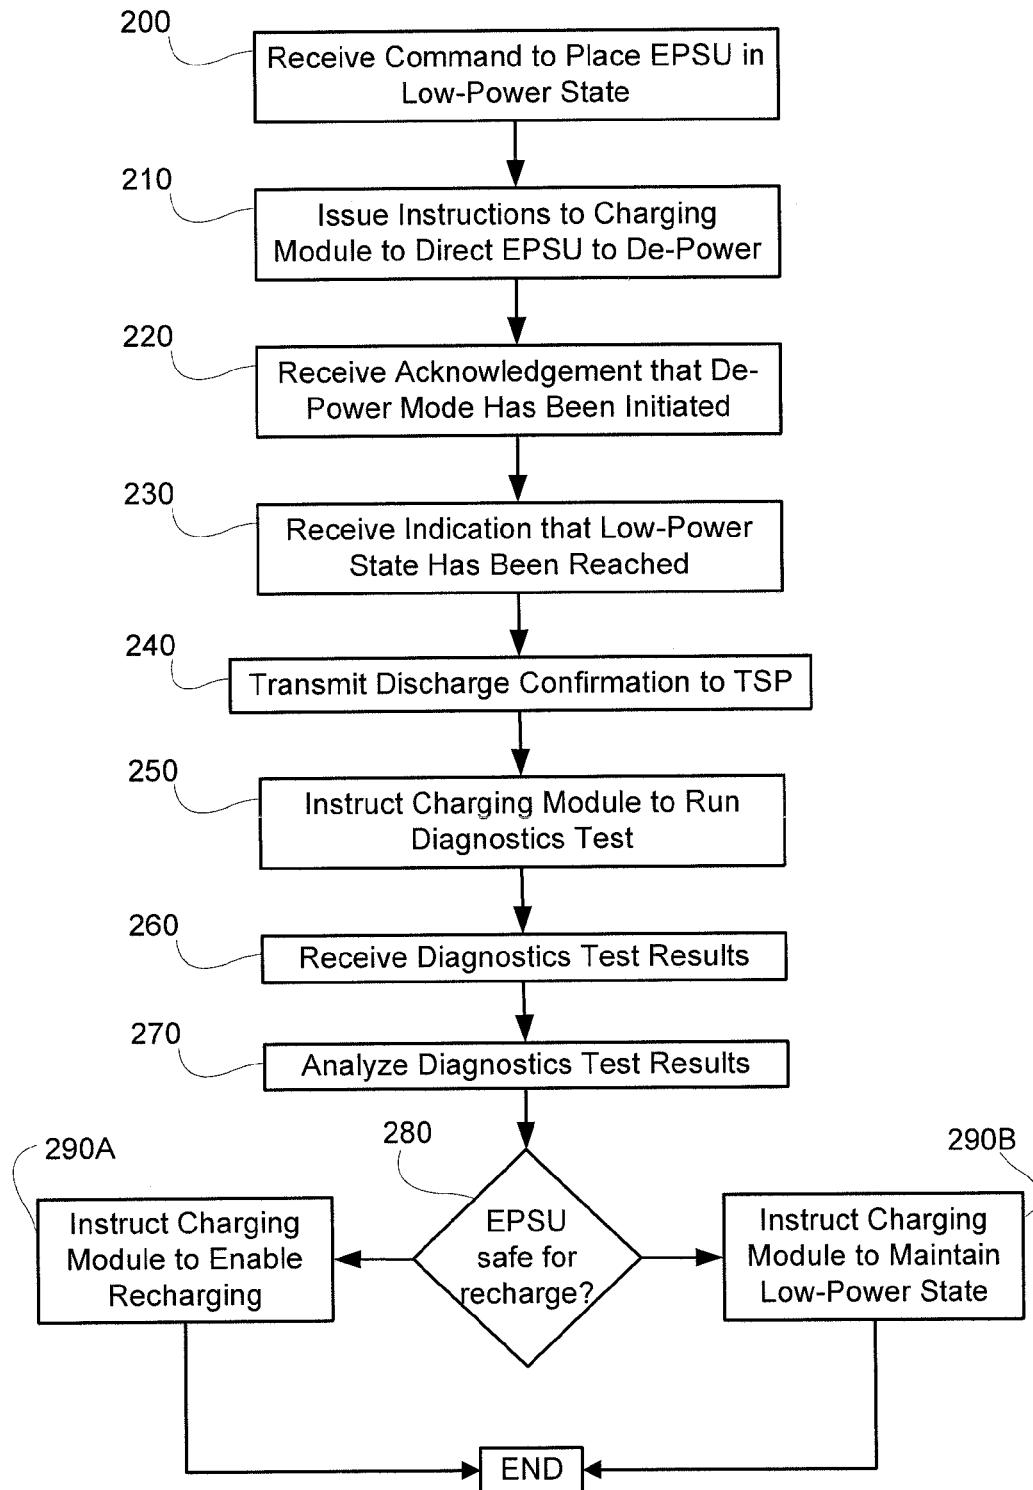 200
Receive Command to Place EPSU in
Low-Power State
210
Issue Instructions to Charging
Module to Direct EPSU to De-Power
220
Receive Acknowledgement that De-
Power Mode Has Been Initiated
230
Receive Indication that Low-Power
State Has Been Reached
240
Transmit Discharge Confirmation to TSP
250
Instruct Charging Module to Run
Diagnostics Test
260
Receive Diagnostics Test Results
270
Analyze Diagnostics Test Results
280
EPSU
safe for
recharge?
290A
Instruct Charging
Module to Enable
Recharging
290B
Instruct Charging
Module to Maintain
Low-Power State
END